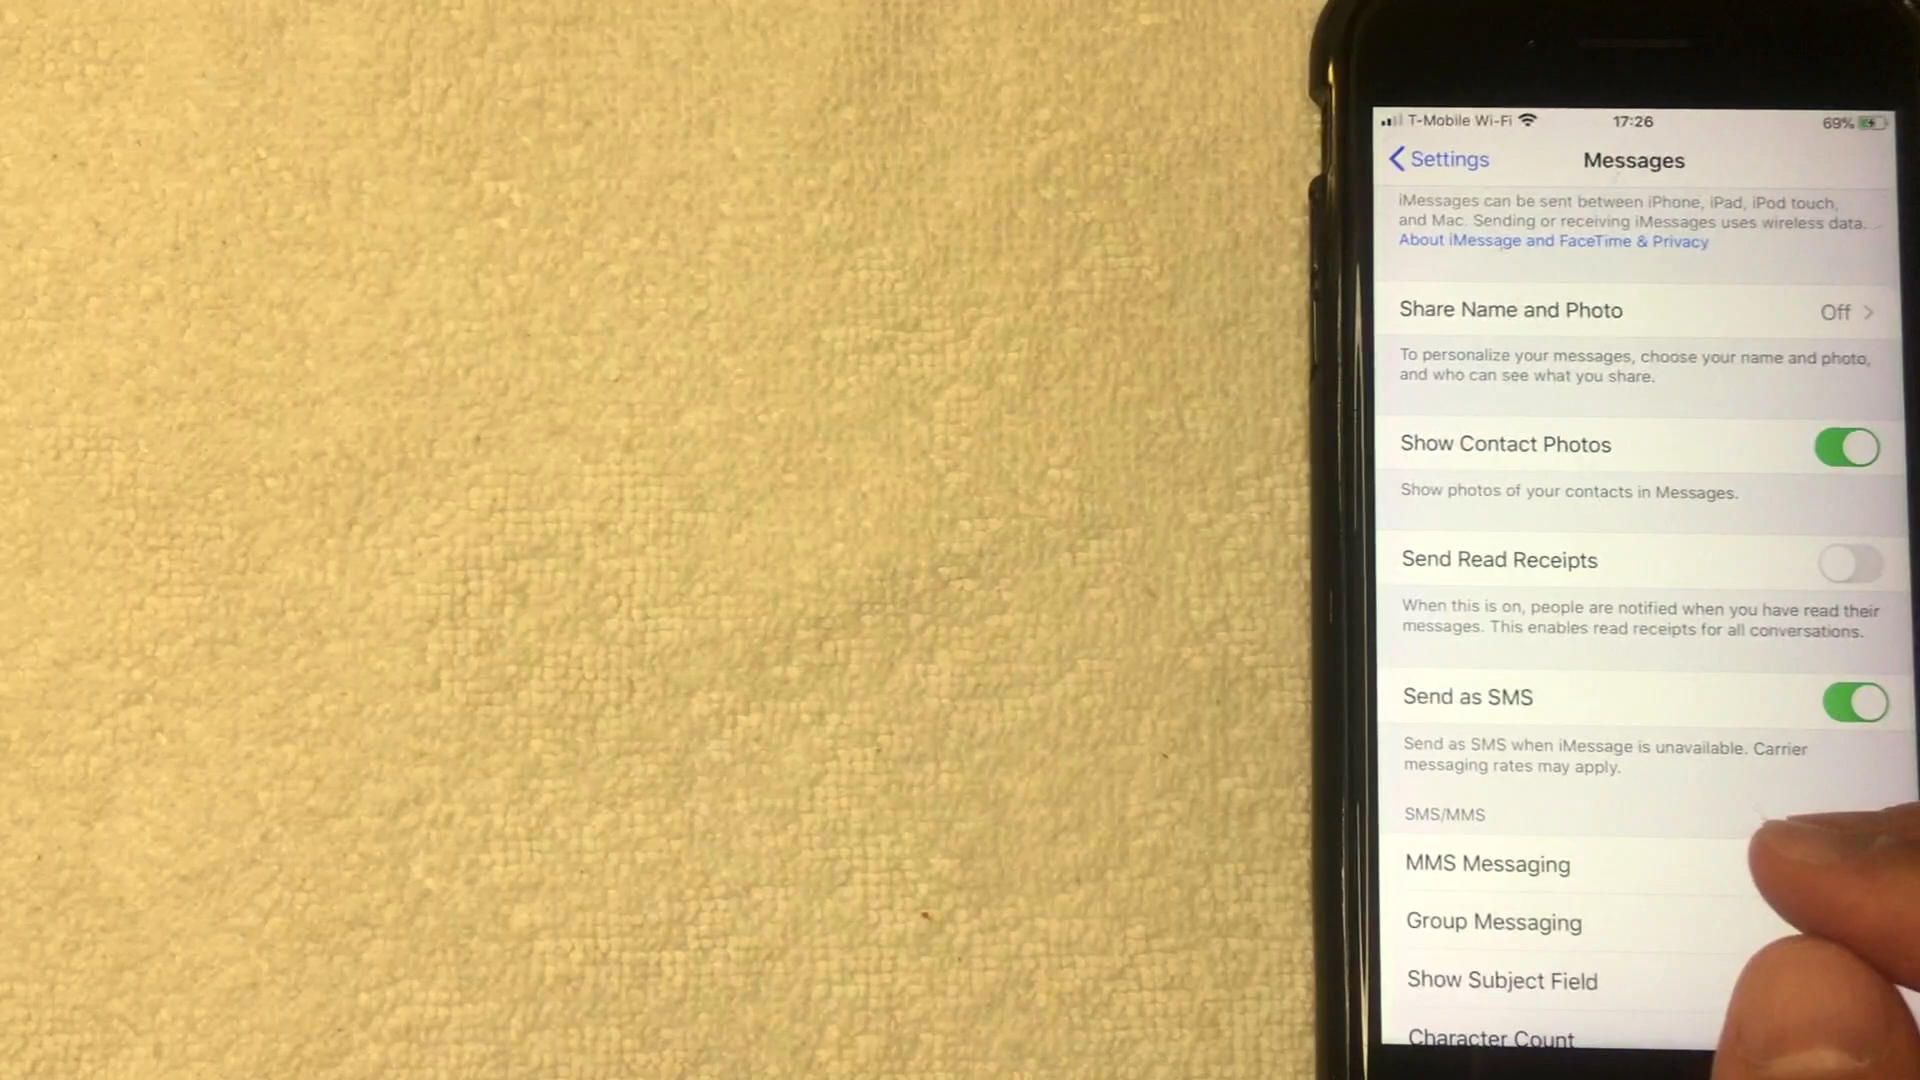 T-Mobile Wi-Fi 17:26 69%
Settings Messages
iMessages can be sent between iPhone, iPad, iPod touch,
and Mac. Sending or receiving iMessages uses wireless data.
About iMessage and FaceTime & Privacy
Share Name and Photo Off
To personalize your messages, choose your name and photo,
and who can see what you share.
Show Contact Photos
Show photos of your contacts in Messages.
Send Read Receipts
When this is on, people are notified when you have read their
messages. This enables read receipts for all conversations.
Send as SMS
Send as SMS when iMessage is unavailable. Carrier
messaging rates may apply.
SMS/MMS
MMS Messaging
Group Messaging
Show Subject Field
Character Count